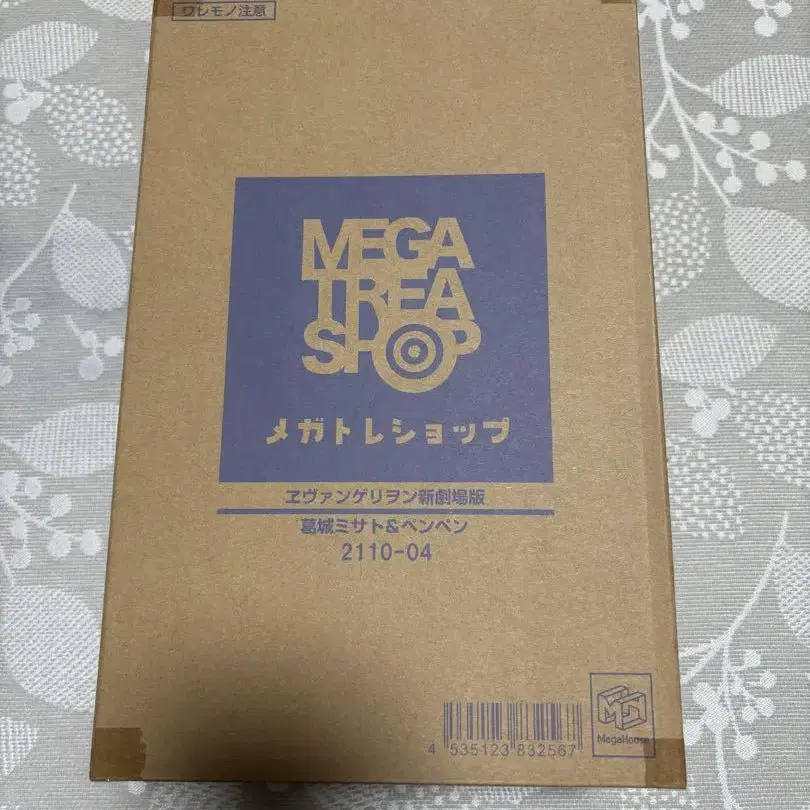 ワレモノ注意
MEGA
TREA
SHOP
メガトレショップ
ヱヴァンゲリヲン新劇場版
葛城ミサト&ペンペン
2110-04
4 535123 832567
MegaHouse